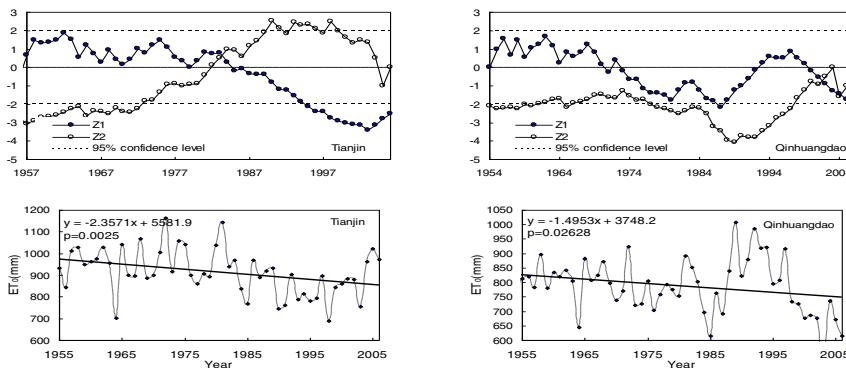 3
2
1
0
-1
-2
-3
-4
-5
Z1
Z2
95% confidence level
Tianjin
1957 1967 1977 1987 1997
3
2
1
0
-1
-2
-3
-4
-5
Z1
Z2
95% confidence level
Qinhuangdao
1954 1964 1974 1984 1994
1200
1100
1000
900
800
700
600
ET0(mm)
y = -2.3571x + 5581.9
p=0.0025
Tianjin
1955 1965 1975 1985 1995 2005
Year
1050
1000
950
900
850
800
750
700
650
600
ET0(mm)
y = -1.4953x + 3748.2
p=0.02628
Qinhuangdao
1955 1965 1975 1985 1995 2005
Year